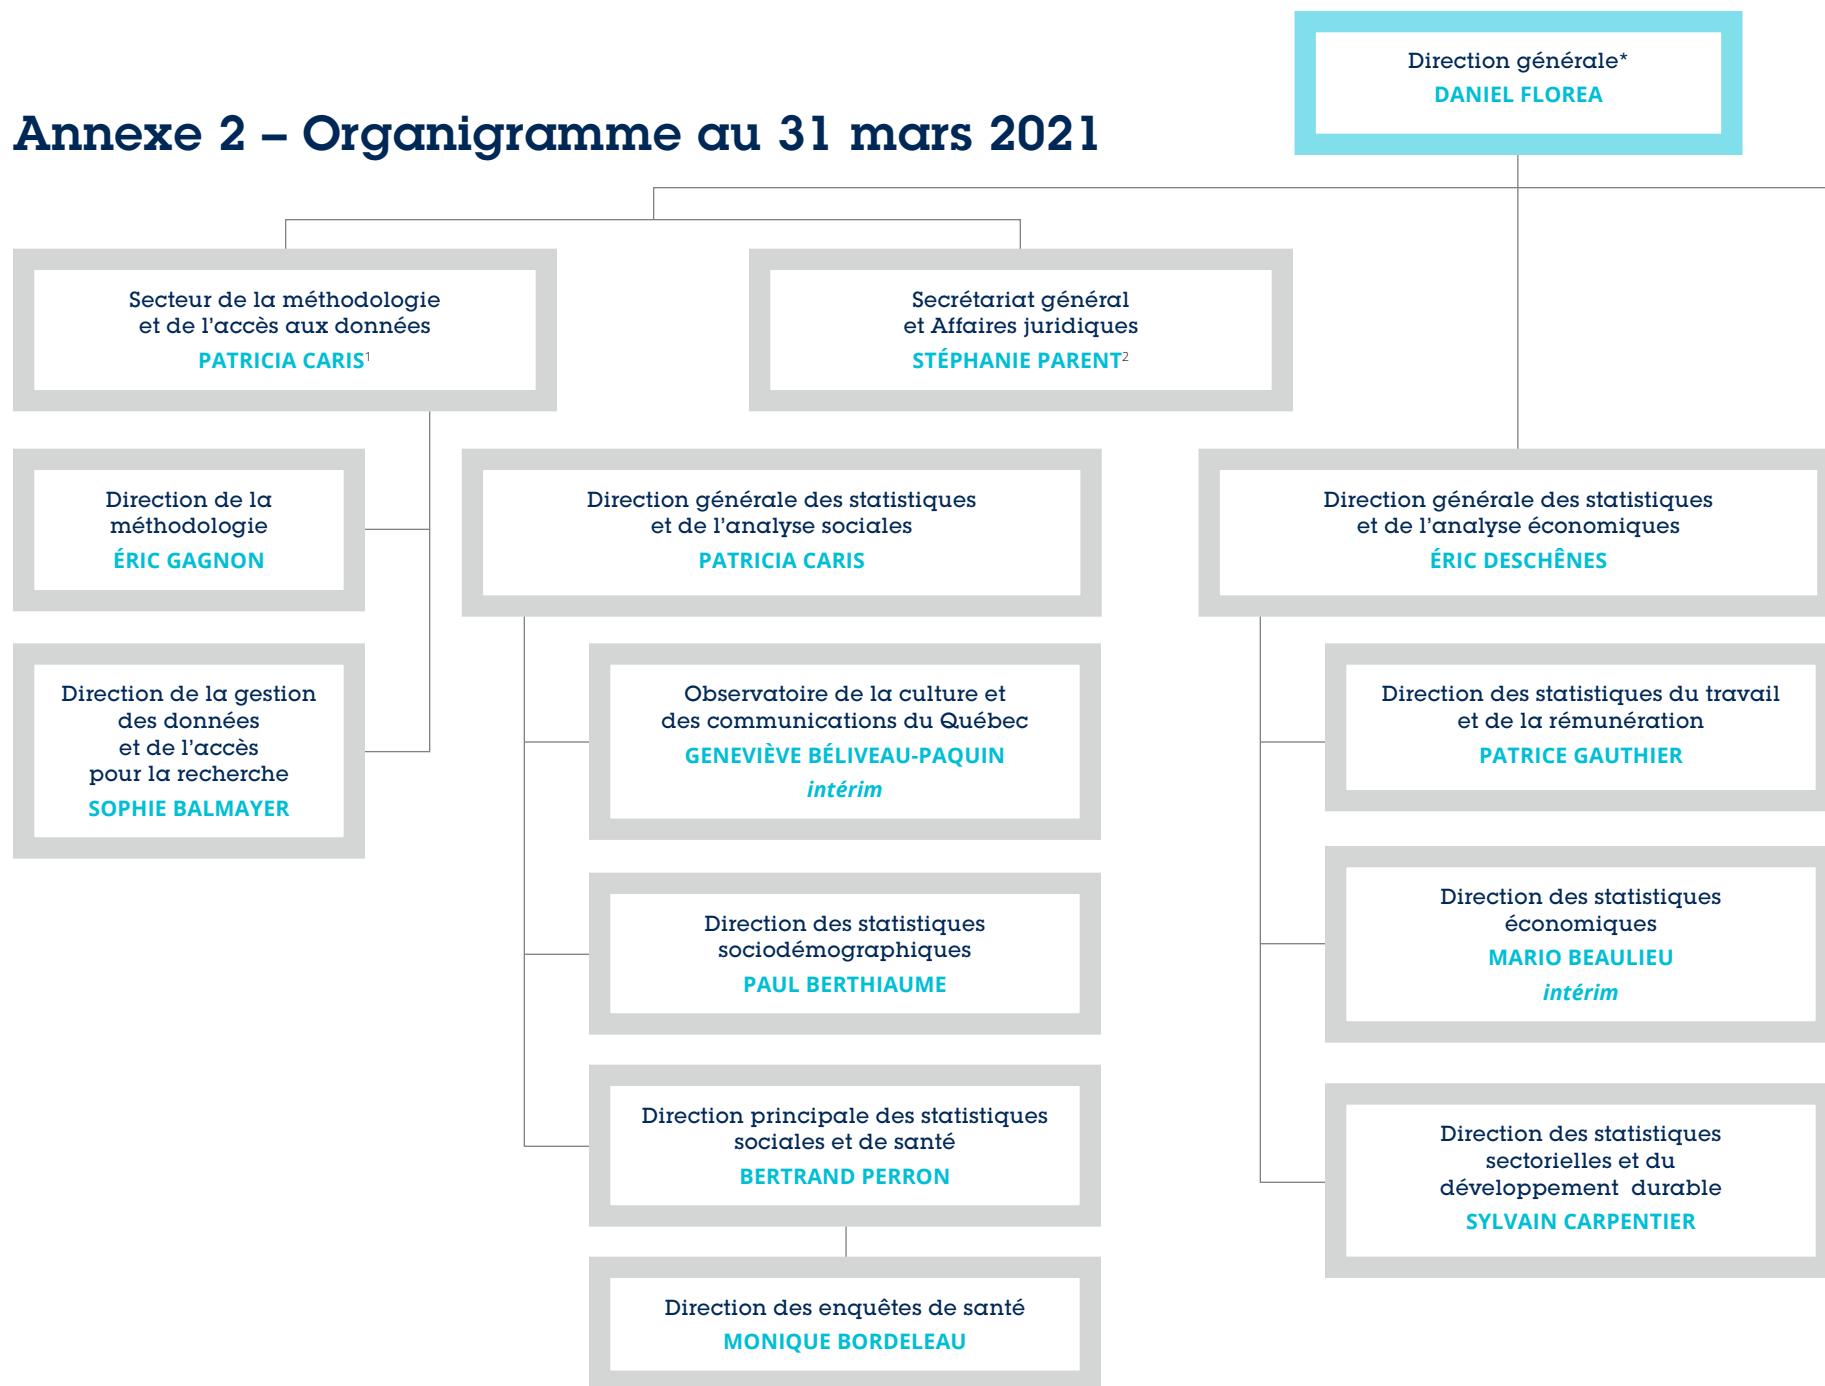 Direction générale*
DANIEL FLOREA
Annexe 2 – Organigramme au 31 mars 2021
Secteur de la méthodologie
et de l'accès aux données
PATRICIA CARIS¹
Secrétariat général
et Affaires juridiques
STÉPHANIE PARENT²
Direction de la
méthodologie
ÉRIC GAGNON
Direction de la gestion
des données
et de l'accès
pour la recherche
SOPHIE BALMAYER
Direction générale des statistiques
et de l'analyse sociales
PATRICIA CARIS
Observatoire de la culture et
des communications du Québec
GENEVIÈVE BÉLIVEAU-PAQUIN
intérim
Direction des statistiques
sociodémographiques
PAUL BERTHIAUME
Direction principale des statistiques
sociales et de santé
BERTRAND PERRON
Direction des enquêtes de santé
MONIQUE BORDELEAU
Direction générale des statistiques
et de l'analyse économiques
ÉRIC DESCHÊNES
Direction des statistiques du travail
et de la rémunération
PATRICE GAUTHIER
Direction des statistiques
économiques
MARIO BEAULIEU
intérim
Direction des statistiques
sectorielles et du
développement durable
SYLVAIN CARPENTIER